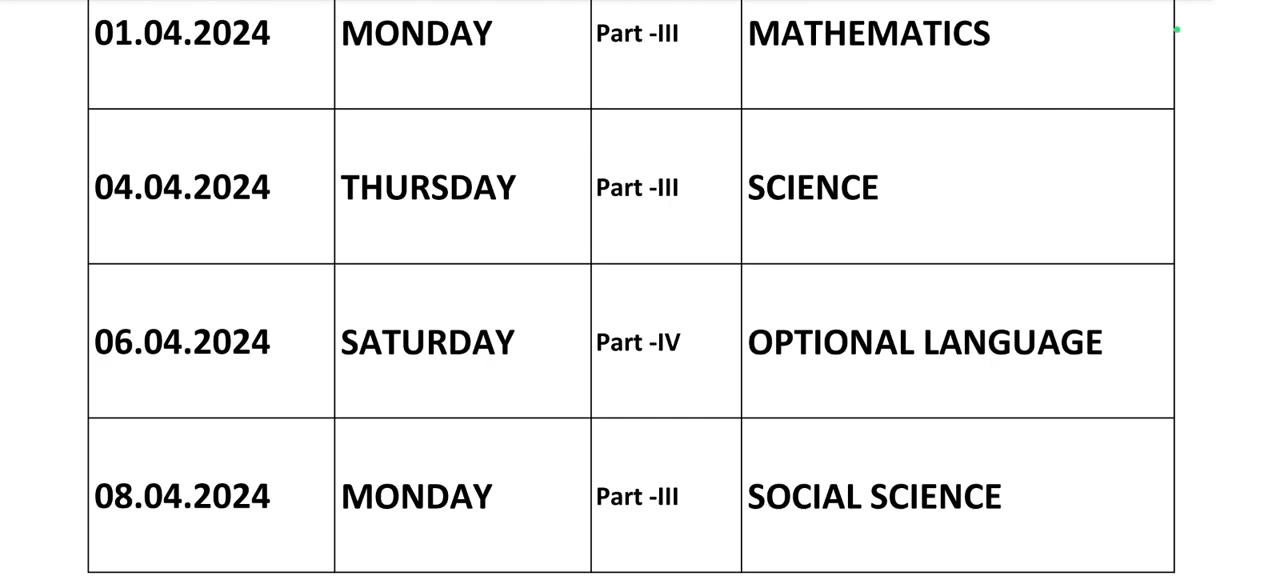 01.04.2024 MONDAY Part -III MATHEMATICS
04.04.2024 THURSDAY Part -III SCIENCE
06.04.2024 SATURDAY Part -IV OPTIONAL LANGUAGE
08.04.2024 MONDAY Part -III SOCIAL SCIENCE